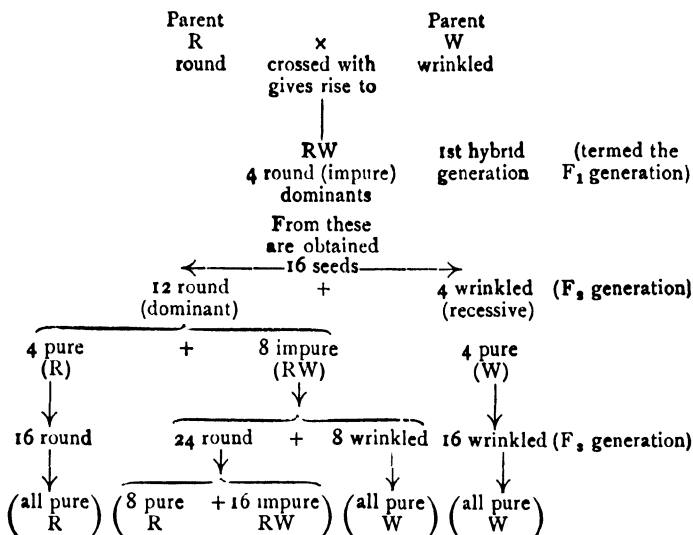 Parent Parent
R × W
round crossed with wrinkled
gives rise to
RW 1st hybrid (termed the
4 round (impure) generation F₁ generation)
dominants
From these
are obtained
16 seeds
12 round + 4 wrinkled (F₂ generation)
(dominant) (recessive)
4 pure + 8 impure 4 pure
(R) (RW) (W)
16 round 24 round + 8 wrinkled 16 wrinkled (F₃ generation)
(all pure (8 pure + 16 impure) (all pure (all pure
R) R RW W) W)